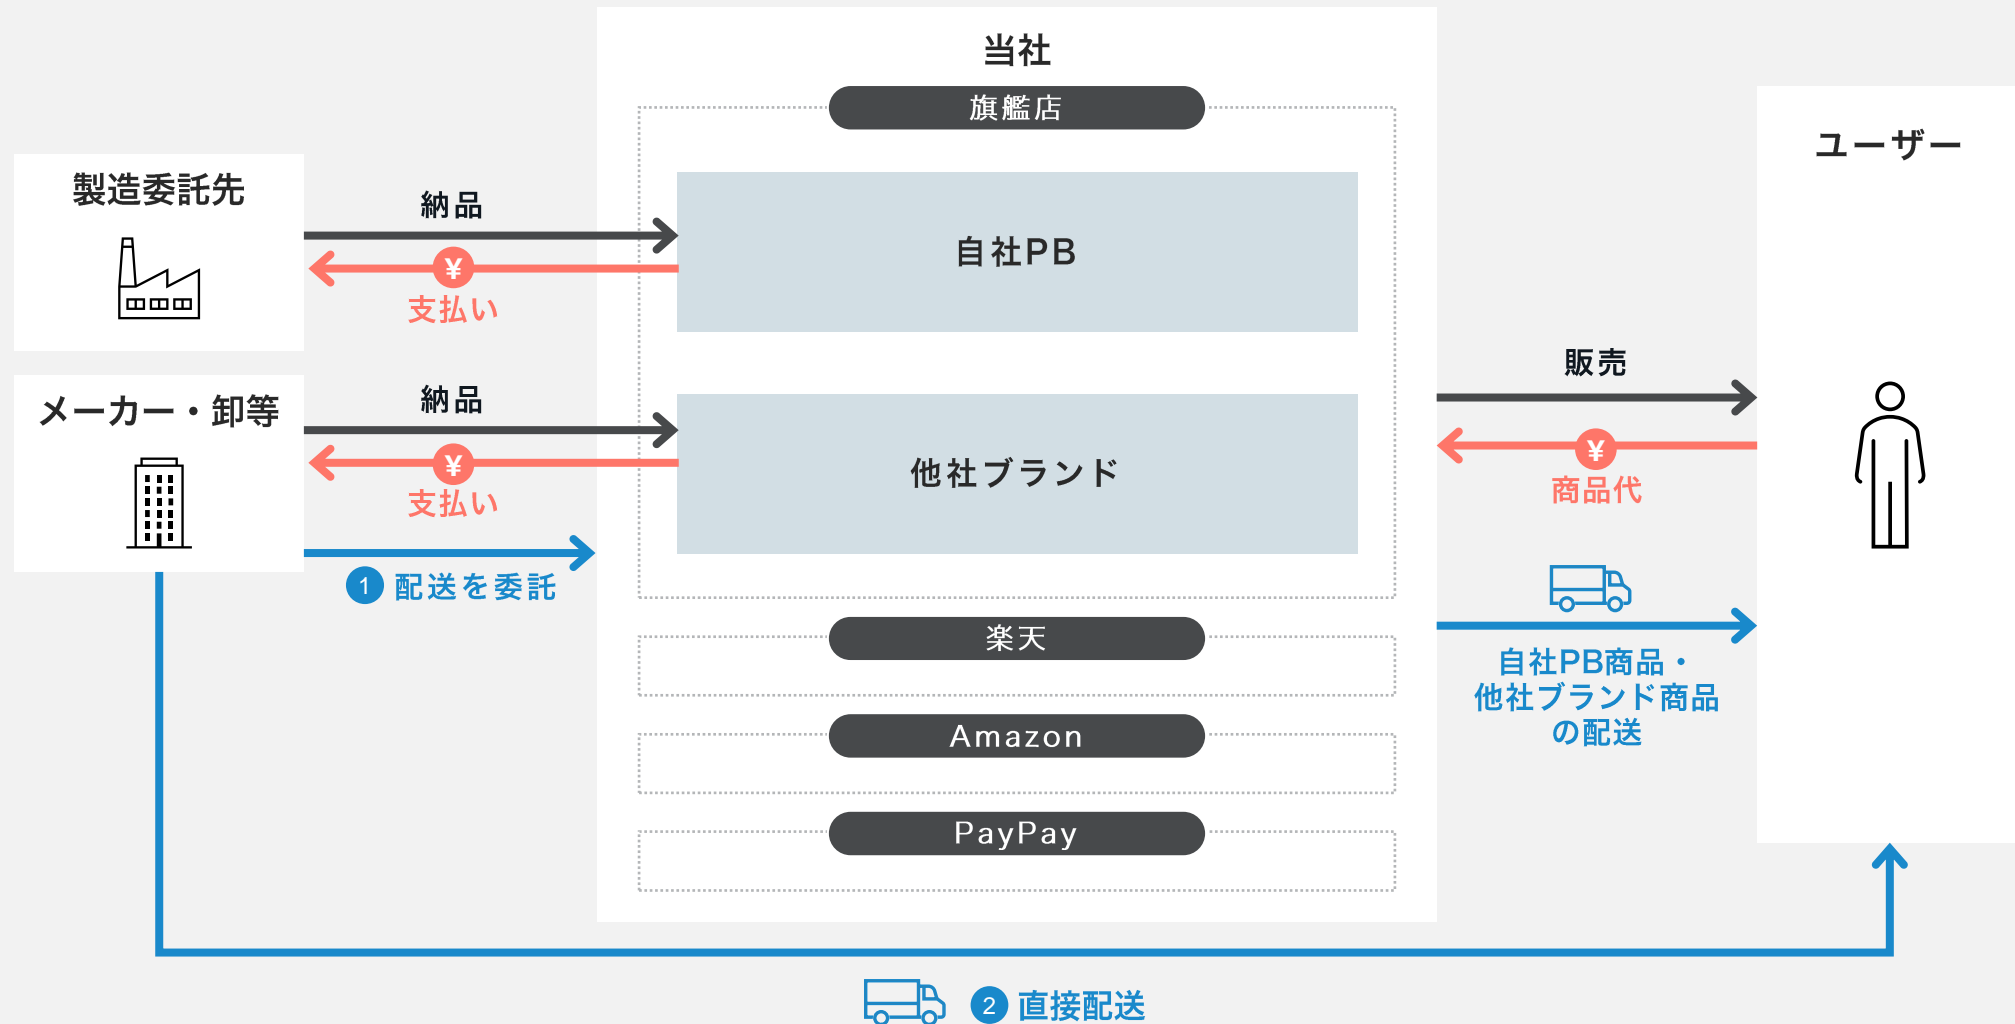 当社
旗艦店
自社PB
他社ブランド
楽天
Amazon
PayPay
製造委託先
メーカー・卸等
納品
¥
支払い
納品
¥
支払い
1 配送を委託
ユーザー
販売
¥
商品代
自社PB商品・
他社ブランド商品
の配送
2 直接配送